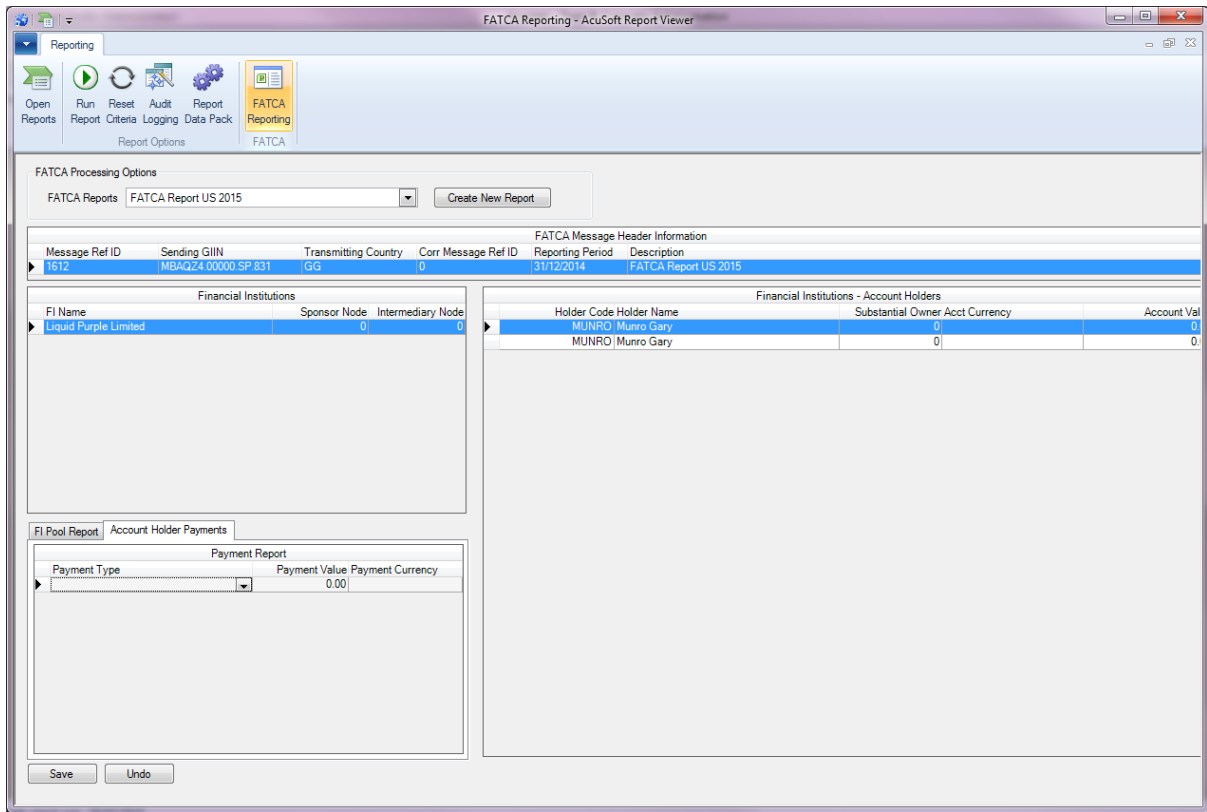 FATCA Reporting - AcuSoft Report Viewer
Reporting
Open Reports
Run Report
Reset Criteria
Audit Logging
Report Data Pack
FATCA Reporting
Report Options
FATCA
FATCA Processing Options
FATCA Reports FATCA Report US 2015 Create New Report
FATCA Message Header Information
Message Ref ID Sending GIIN Transmitting Country Corr Message Ref ID Reporting Period Description
1612 MBAQZ4.00000.SP.831 GG 0 31/12/2014 FATCA Report US 2015
Financial Institutions
FI Name Sponsor Node Intermediary Node
Liquid Purple Limited 0 0
Financial Institutions - Account Holders
Holder Code Holder Name Substantial Owner Acct Currency Account Val
MUNRO Munro Gary 0 0.
MUNRO Munro Gary 0 0.
FI Pool Report Account Holder Payments
Payment Report
Payment Type Payment Value Payment Currency
0.00
Save Undo